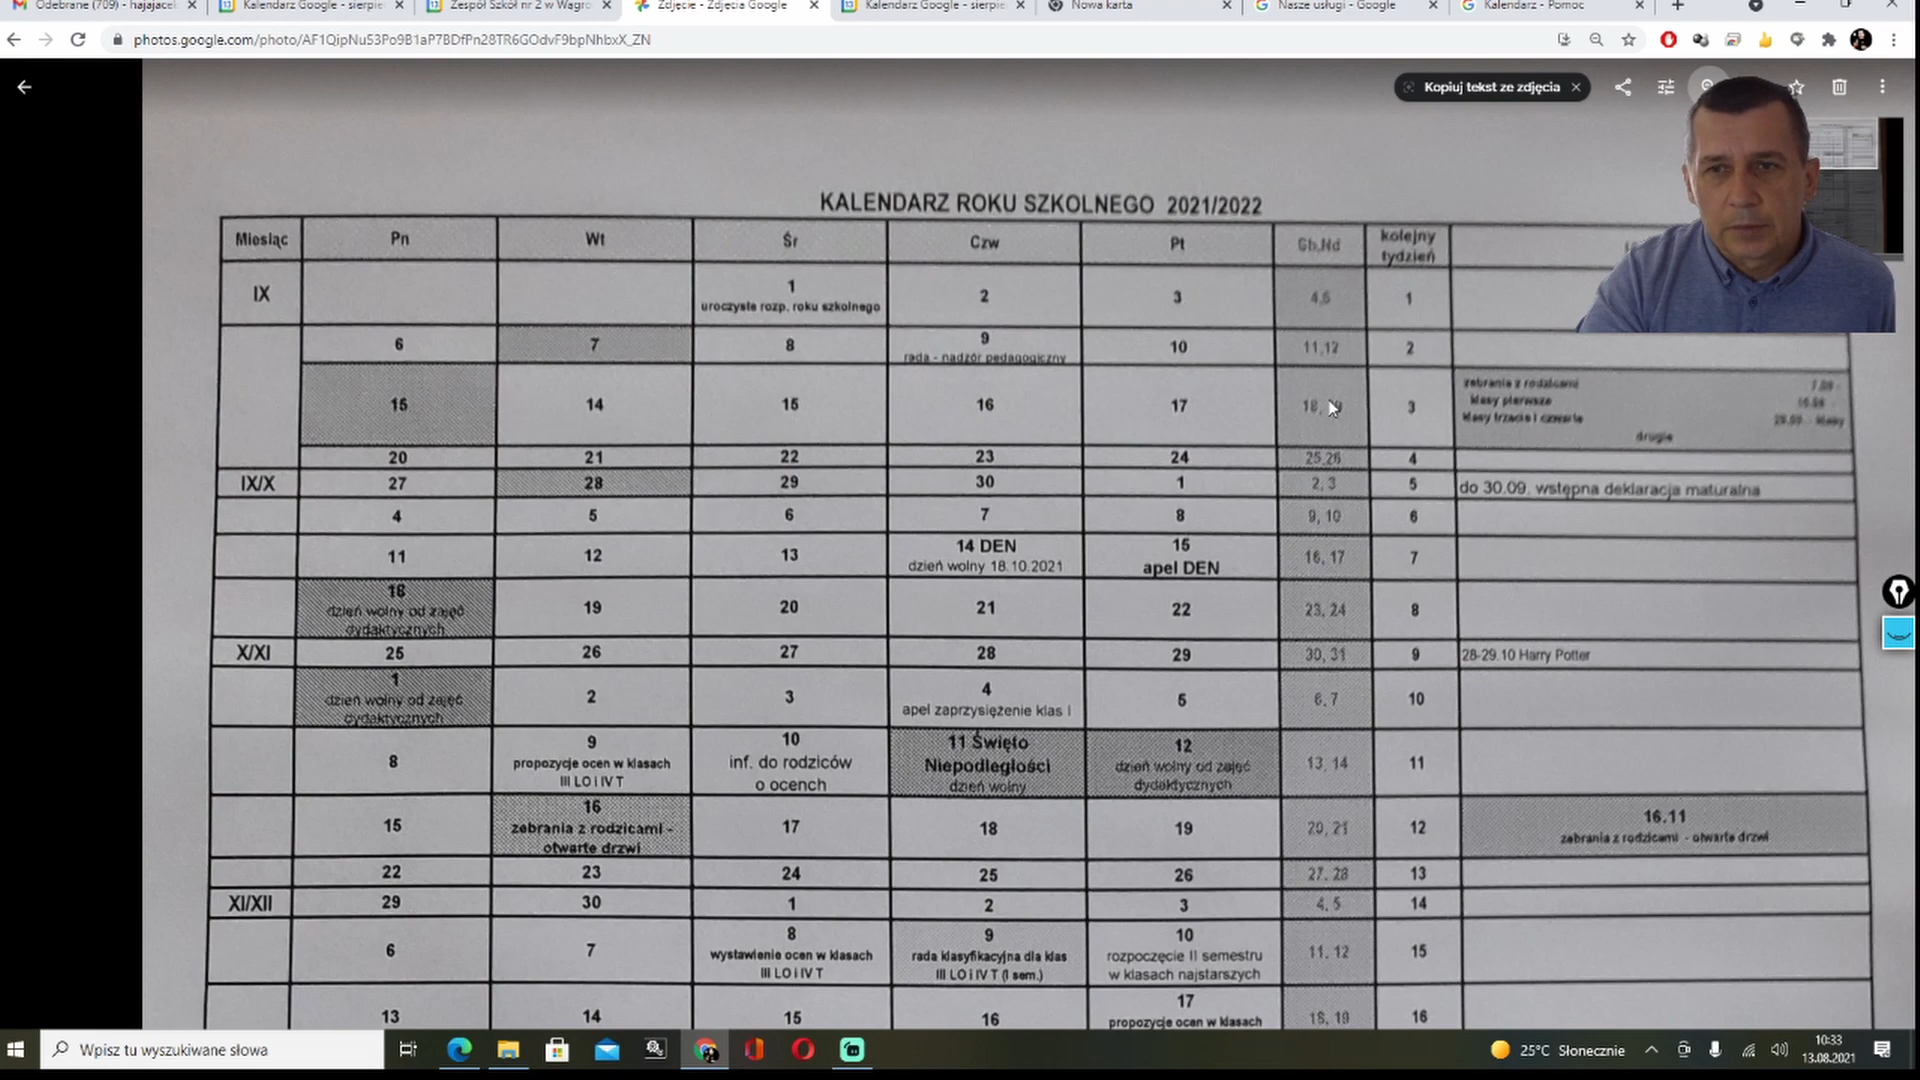 Odebrane (709) - hajajacek
Kalendarz Google - sierpie
Zespół Szkół nr 2 w Wągro
Zdjęcie - Zdjęcia Google
Kalendarz Google - sierpie
Nowa karta
Nasze usługi - Google
Kalendarz - Pomoc
photos.google.com/photo/AF1QipNu53Po9B1aP7BDfPn28TR6GOdvF9bpNhbxX_ZN
Kopiuj tekst ze zdjęcia
KALENDARZ ROKU SZKOLNEGO 2021/2022
Miesiąc Pn Wt Śr Czw Pt Sb,Nd kolejny
tydzień
IX 1 2 3 4,5 1
uroczyste rozp. roku szkolnego
6 7 8 9 10 11,12 2
rada - nadzór pedagogiczny
15 14 15 16 17 18, 3
zebrania z rodzicami 7.09 -
klasy pierwsze
klasy trzecie i czwarte - klasy
drugie
20 21 22 23 24 25,26 4
IX/X 27 28 29 30 1 2, 3 5 do 30.09. wstępna deklaracja maturalna
4 5 6 7 8 9, 10 6
11 12 13 14 DEN 15 16, 17 7
dzień wolny 18.10.2021 apel DEN
18 19 20 21 22 23, 24 8
dzień wolny od zajęć
dydaktycznych
X/XI 25 26 27 28 29 30, 31 9 28-29.10 Harry Potter
1 2 3 4 5 6, 7 10
dzień wolny od zajęć apel zaprzysiężenie klas I
dydaktycznych
8 9 10 11 Święto 12 13, 14 11
propozycje ocen w klasach inf. do rodziców Niepodległości dzień wolny od zajęć
III LO i IV T o ocench dzień wolny dydaktycznych
15 16 17 18 19 20, 21 12 16.11
zebrania z rodzicami - zebrania z rodzicami - otwarte drzwi
otwarte drzwi
22 23 24 25 26 27, 28 13
XI/XII 29 30 1 2 3 4, 5 14
6 7 8 9 10 11, 12 15
wystawienie ocen w klasach rada klasyfikacyjna dla klas rozpoczęcie II semestru
III LO i IV T III LO i IV T (I sem.) w klasach najstarszych
13 14 15 16 17 18, 19 16
propozycje ocen w klasach
Wpisz tu wyszukiwane słowa
25°C Słonecznie
10:33
13.08.2021